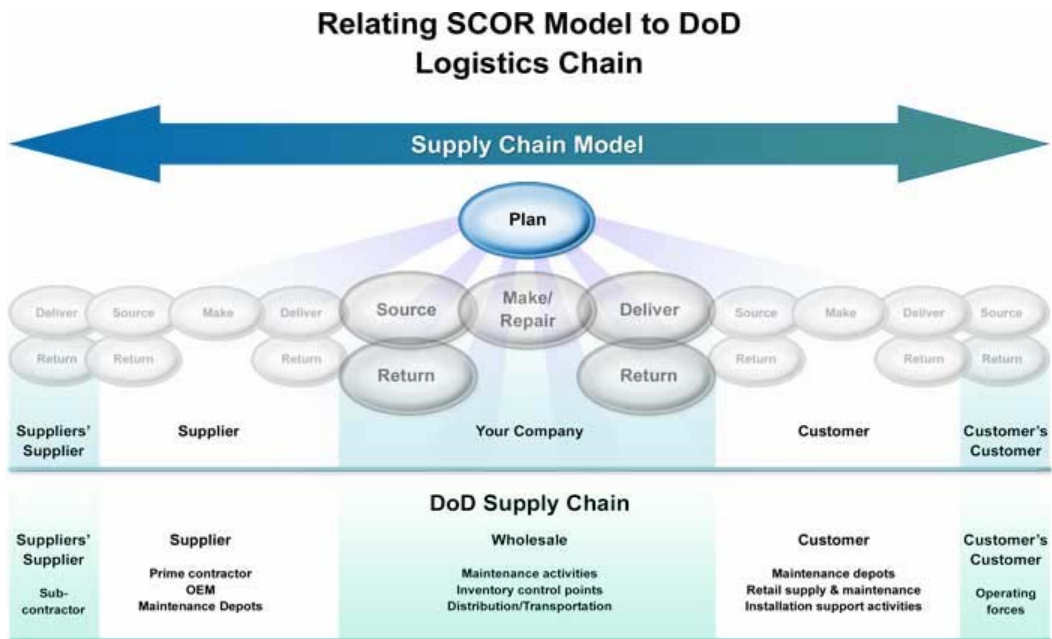 Relating SCOR Model to DoD
Logistics Chain
Supply Chain Model
Plan
Deliver Source Make Deliver Source Make/ Deliver Source Make Deliver Source
Repair
Return Return Return Return Return Return Return Return
Suppliers' Supplier Your Company Customer Customer's
Supplier Customer
DoD Supply Chain
Suppliers' Supplier Wholesale Customer Customer's
Supplier Customer
Prime contractor Maintenance activities Maintenance depots
Sub- OEM Inventory control points Retail supply & maintenance Operating
contractor Maintenance Depots Distribution/Transportation Installation support activities forces